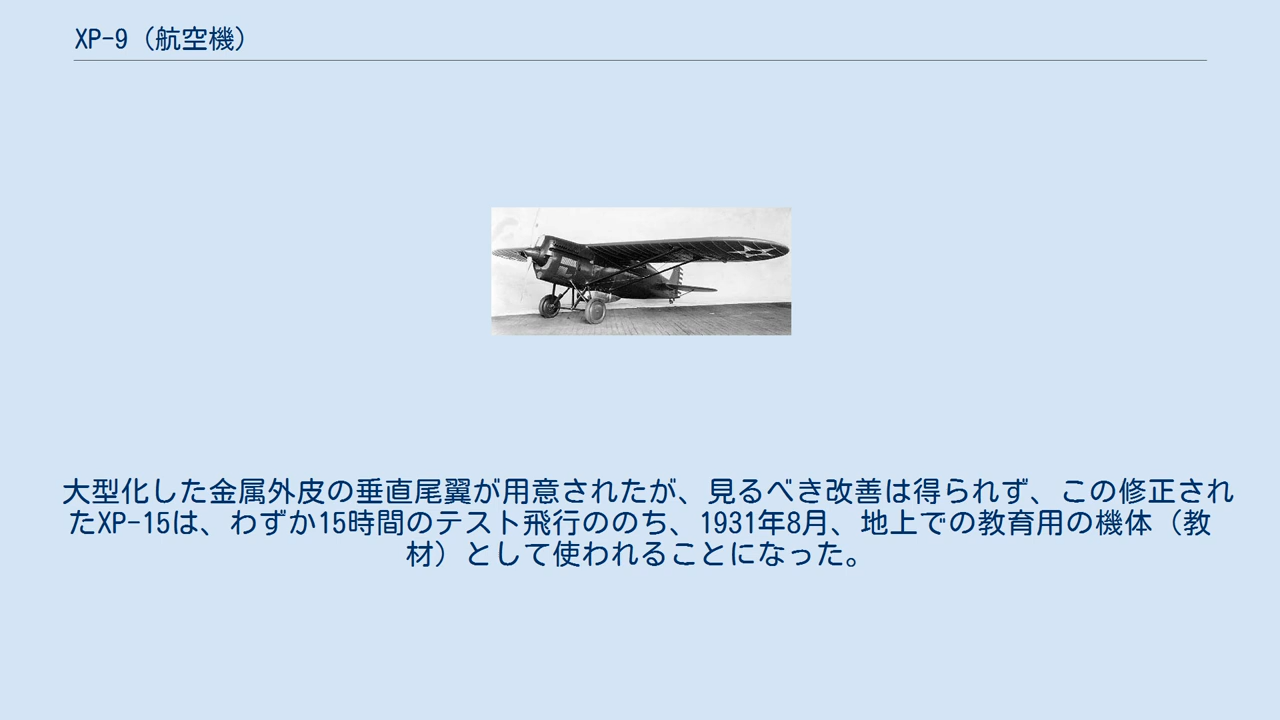 XP-9（航空機）
大型化した金属外皮の垂直尾翼が用意されたが、見るべき改善は得られず、この修正され
たXP-15は、わずか15時間のテスト飛行ののち、1931年8月、地上での教育用の機体（教
材）として使われることになった。